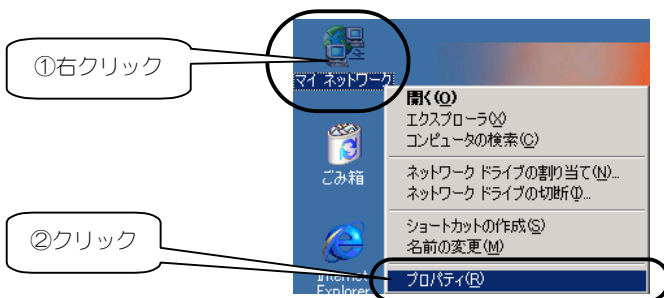 ①右クリック
マイ ネットワーク
開く(O)
エクスプローラ(X)
コンピュータの検索(C)
ごみ箱
ネットワーク ドライブの割り当て(N)...
ネットワーク ドライブの切断(I)...
ショートカットの作成(S)
名前の変更(M)
②クリック
プロパティ(R)
Internet
Explorer